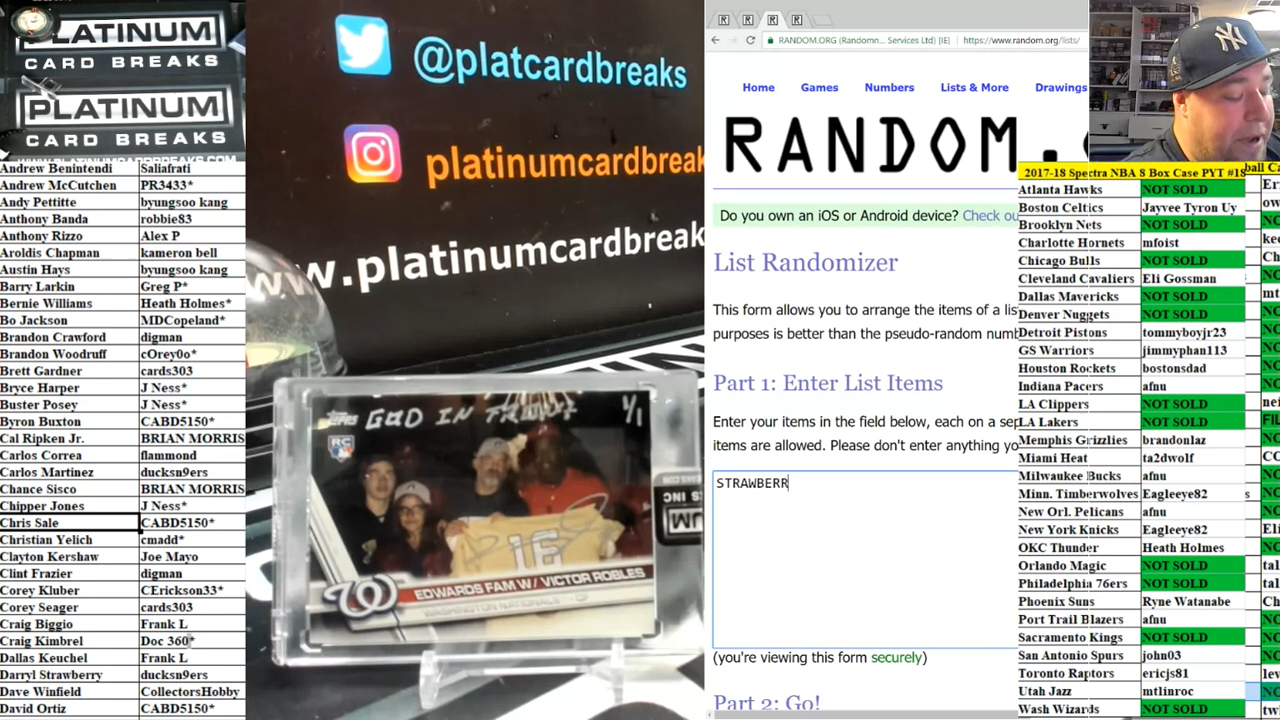 PLATINUM
CARD BREAKS
PLATINUM
CARD BREAKS
WWW.PLATINUMCARDBREAKS.COM
Andrew Benintendi Saliafrati
Andrew McCutchen PR3433*
Andy Pettitte byungsoo kang
Anthony Banda robbie83
Anthony Rizzo Alex P
Aroldis Chapman kameron bell
Austin Hays byungsoo kang
Barry Larkin Greg P*
Bernie Williams Heath Holmes*
Bo Jackson MDCopeland*
Brandon Crawford digman
Brandon Woodruff cOrey0o*
Brett Gardner cards303
Bryce Harper J Ness*
Buster Posey J Ness*
Byron Buxton CABD5150*
Cal Ripken Jr. BRIAN MORRIS
Carlos Correa flammond
Carlos Martinez ducksn9ers
Chance Sisco BRIAN MORRIS
Chipper Jones J Ness*
Chris Sale CABD5150*
Christian Yelich cmadd*
Clayton Kershaw Joe Mayo
Clint Frazier digman
Corey Kluber CErickson33*
Corey Seager cards303
Craig Biggio Frank L
Craig Kimbrel Doc 360*
Dallas Keuchel Frank L
Darryl Strawberry ducksn9ers
Dave Winfield CollectorsHobby
David Ortiz CABD5150*
@platcardbreaks
platinumcardbreak
w.platinumcardbreak
topps
GOD IN
1/1
RC
16
W
EDWARDS FAM W/ VICTOR ROBLES
WASHINGTON NATIONALS CF
RANDOM.ORG (Randomn... Services Ltd) [IE] https://www.random.org/lists/
Home Games Numbers Lists & More Drawings
RANDOM.
Do you own an iOS or Android device? Check ou
List Randomizer
This form allows you to arrange the items of a lis
purposes is better than the pseudo-random numb
Part 1: Enter List Items
Enter your items in the field below, each on a sep
items are allowed. Please don't enter anything yo
STRAWBERR
(you're viewing this form securely)
Part 2: Go!
NY
2017-18 Spectra NBA 8 Box Case PYT #18
Atlanta Hawks NOT SOLD
Boston Celtics Jayvee Tyron Uy
Brooklyn Nets NOT SOLD
Charlotte Hornets mfoist
Chicago Bulls NOT SOLD
Cleveland Cavaliers Eli Gossman
Dallas Mavericks NOT SOLD
Denver Nuggets NOT SOLD
Detroit Pistons tommyboyjr23
GS Warriors jimmyphan113
Houston Rockets bostonsdad
Indiana Pacers afnu
LA Clippers NOT SOLD
LA Lakers NOT SOLD
Memphis Grizzlies brandonlaz
Miami Heat ta2dwolf
Milwaukee Bucks afnu
Minn. Timberwolves Eagleeye82
New Orl. Pelicans afnu
New York Knicks Eagleeye82
OKC Thunder Heath Holmes
Orlando Magic NOT SOLD
Philadelphia 76ers NOT SOLD
Phoenix Suns Ryne Watanabe
Port Trail Blazers afnu
Sacramento Kings NOT SOLD
San Antonio Spurs john03
Toronto Raptors ericjs81
Utah Jazz mtlinroc
Wash Wizards NOT SOLD